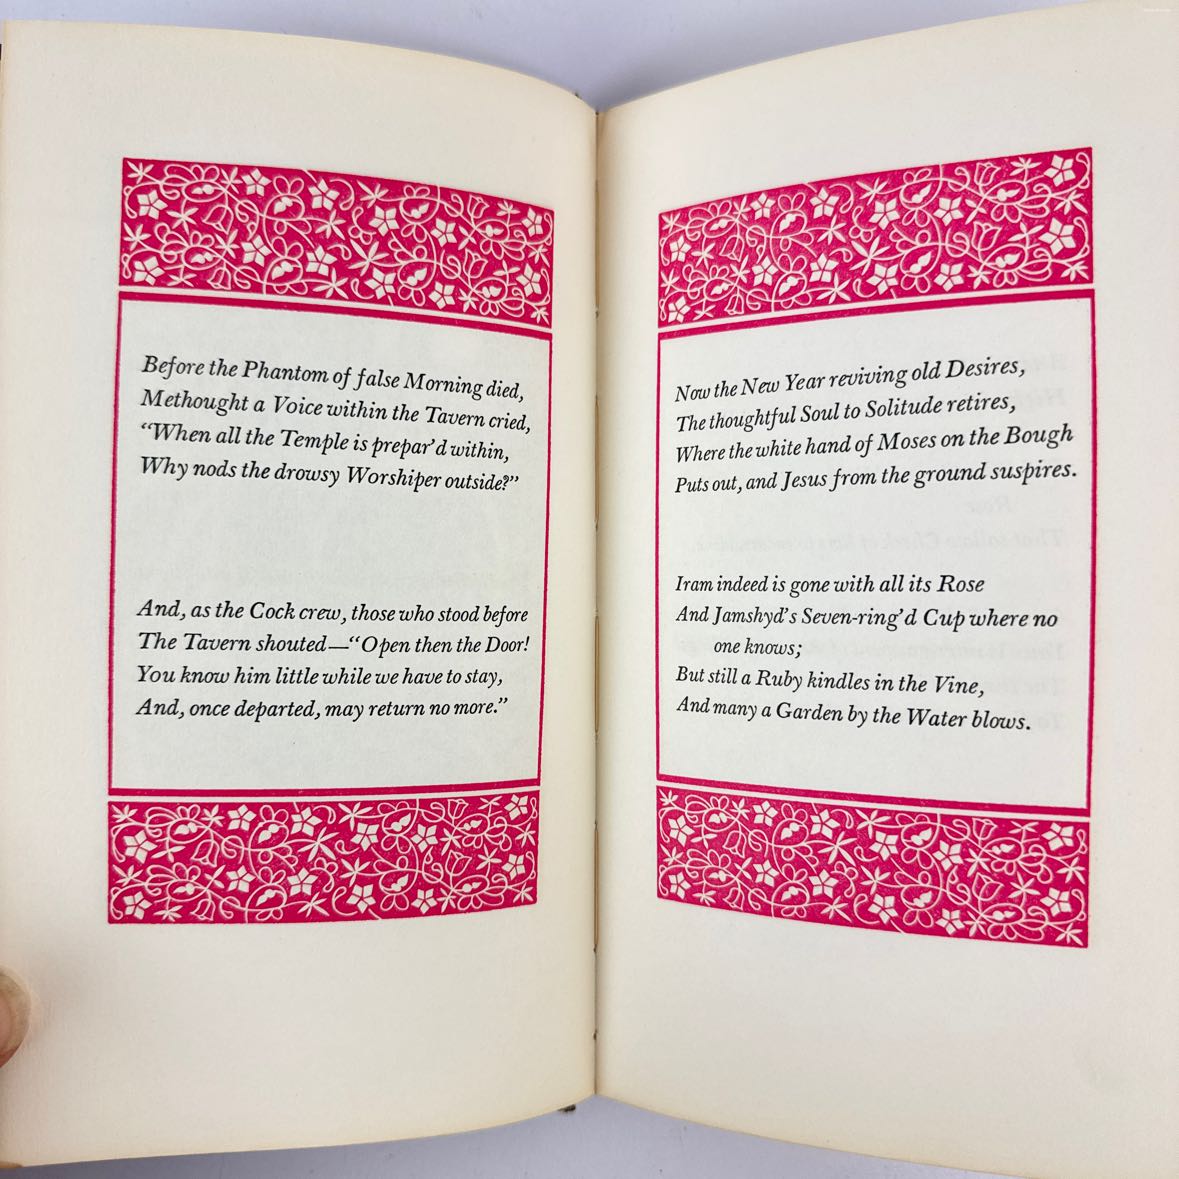 Before the Phantom of false Morning died,
Methought a Voice within the Tavern cried,
“When all the Temple is prepar’d within,
Why nods the drowsy Worshiper outside?”
And, as the Cock crew, those who stood before
The Tavern shouted—“Open then the Door!
You know him little while we have to stay,
And, once departed, may return no more.”
Now the New Year reviving old Desires,
The thoughtful Soul to Solitude retires,
Where the white hand of Moses on the Bough
Puts out, and Jesus from the ground suspires.
Iram indeed is gone with all its Rose
And Jamshyd’s Seven-ring’d Cup where no
one knows;
But still a Ruby kindles in the Vine,
And many a Garden by the Water blows.